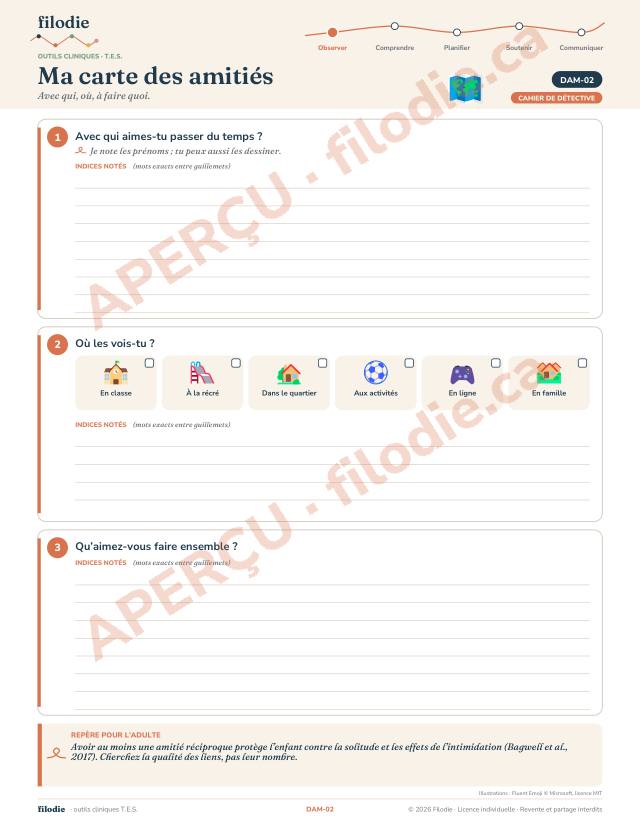 filodie
OUTILS CLINIQUES · T.E.S.
Observer
Comprendre
Planifier
Soutenir
Communiquer
Ma carte des amitiés
Avec qui, où, à faire quoi.
DAM-02
CAHIER DE DÉTECTIVE
1
Avec qui aimes-tu passer du temps ?
Je note les prénoms ; tu peux aussi les dessiner.
INDICES NOTÉS (mots exacts entre guillemets)
APERÇU · filodie.ca
2
Où les vois-tu ?
En classe
À la récré
Dans le quartier
Aux activités
En ligne
En famille
INDICES NOTÉS (mots exacts entre guillemets)
APERÇU · filodie.ca
3
Qu'aimez-vous faire ensemble ?
INDICES NOTÉS (mots exacts entre guillemets)
REPÈRE POUR L'ADULTE
Avoir au moins une amitié réciproque protège l'enfant contre la solitude et les effets de l'intimidation (Bagwell et al.,
2017). Cherchez la qualité des liens, pas leur nombre.
Illustrations : Fluent Emoji © Microsoft, licence MIT
filodie · outils cliniques T.E.S.
DAM-02
© 2026 Filodie · Licence individuelle · Revente et partage interdits